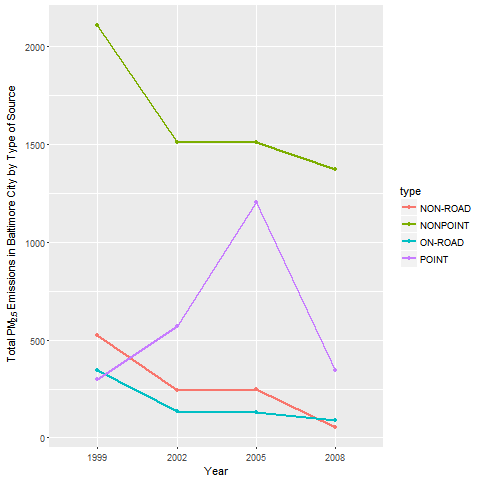 Total PM2.5 Emissions in Baltimore City by Type of Source
2000
1500
1000
500
0
1999 2002 2005 2008
Year
type
NON-ROAD
NONPOINT
ON-ROAD
POINT